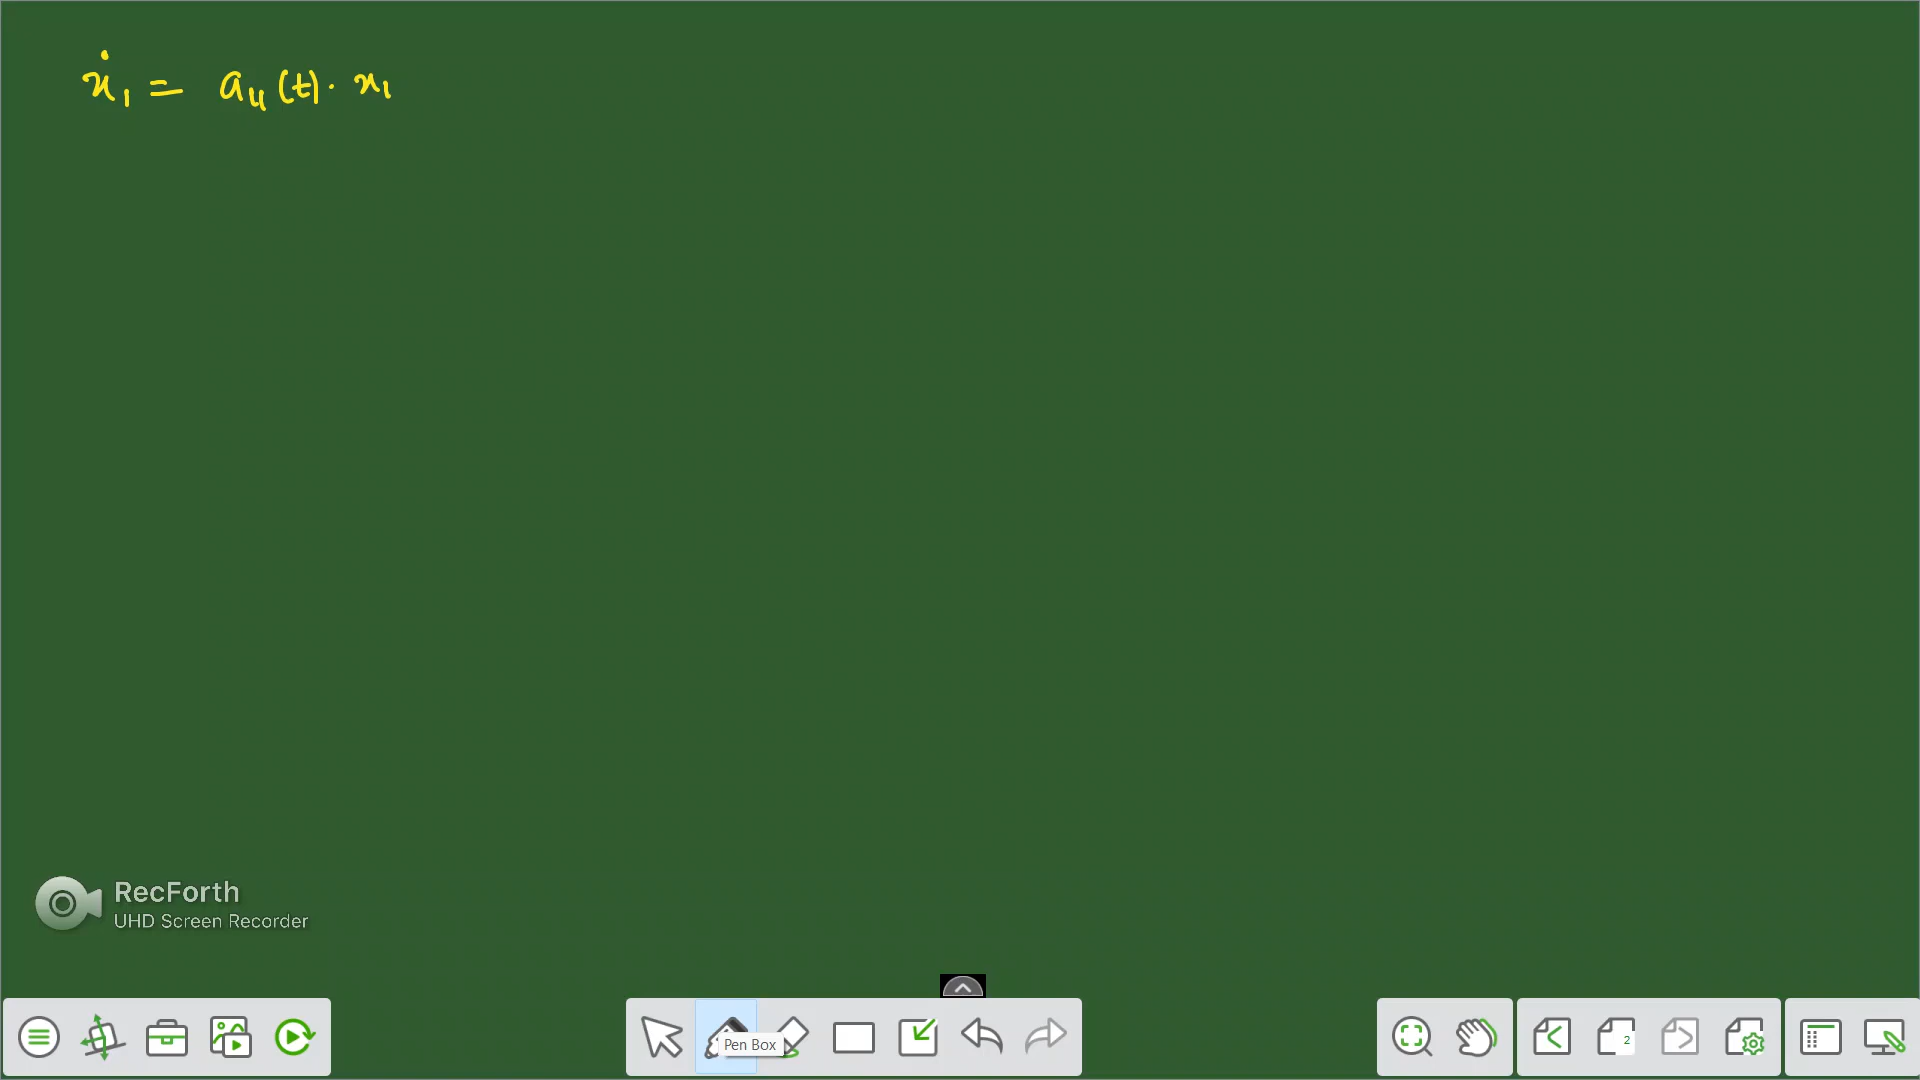 ẋ₁ = a₁₁(t)· x₁
RecForth
UHD Screen Recorder
Pen Box
2